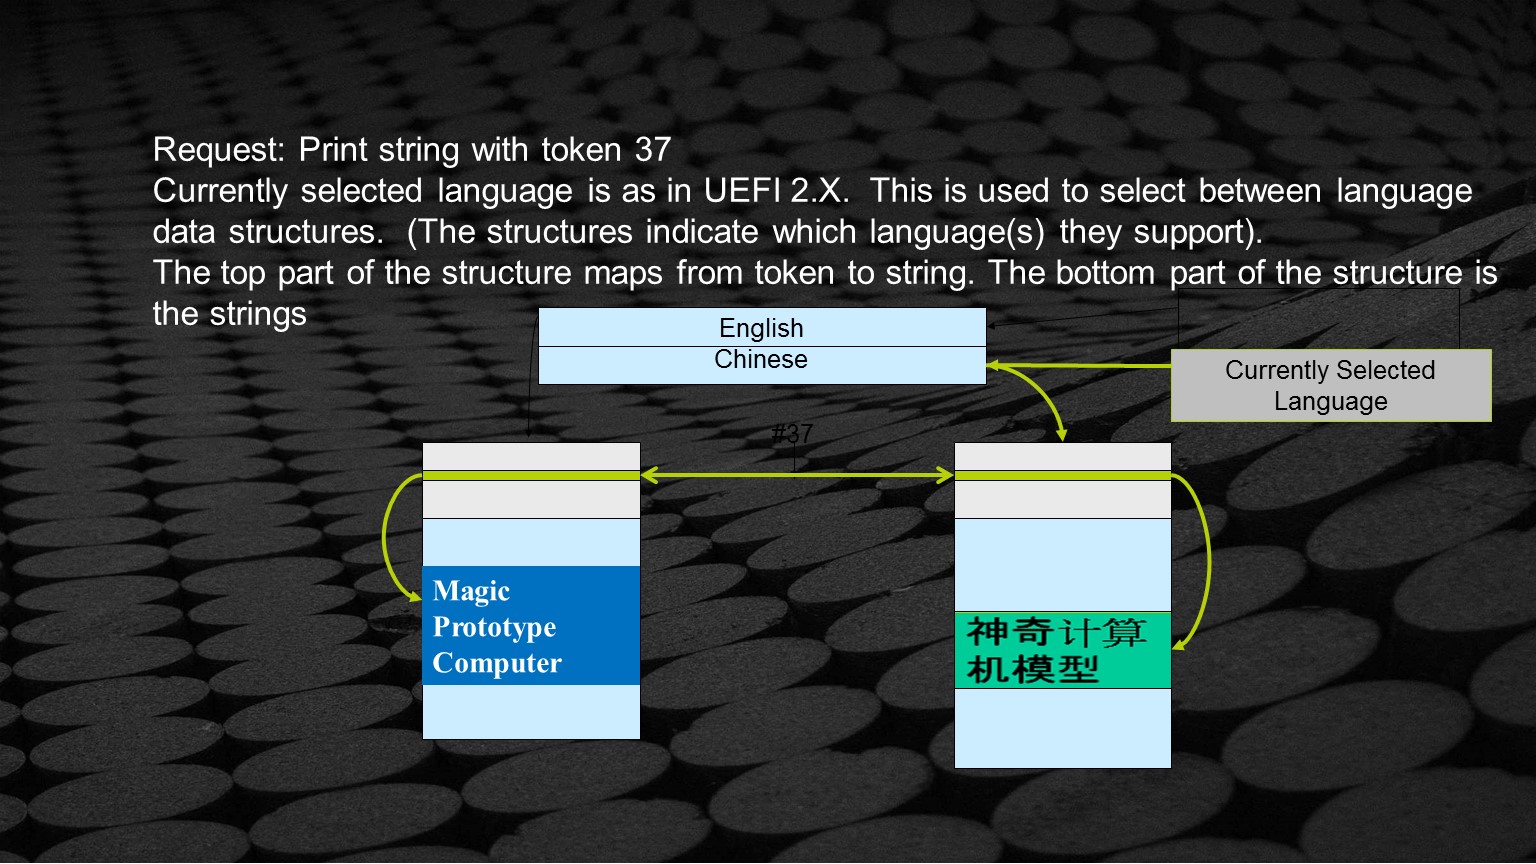 Request: Print string with token 37
Currently selected language is as in UEFI 2.X.  This is used to select between language
data structures.  (The structures indicate which language(s) they support).
The top part of the structure maps from token to string. The bottom part of the structure is
the strings
English
Chinese
Currently Selected
Language
#37
Magic
Prototype
Computer
神奇计算
机模型